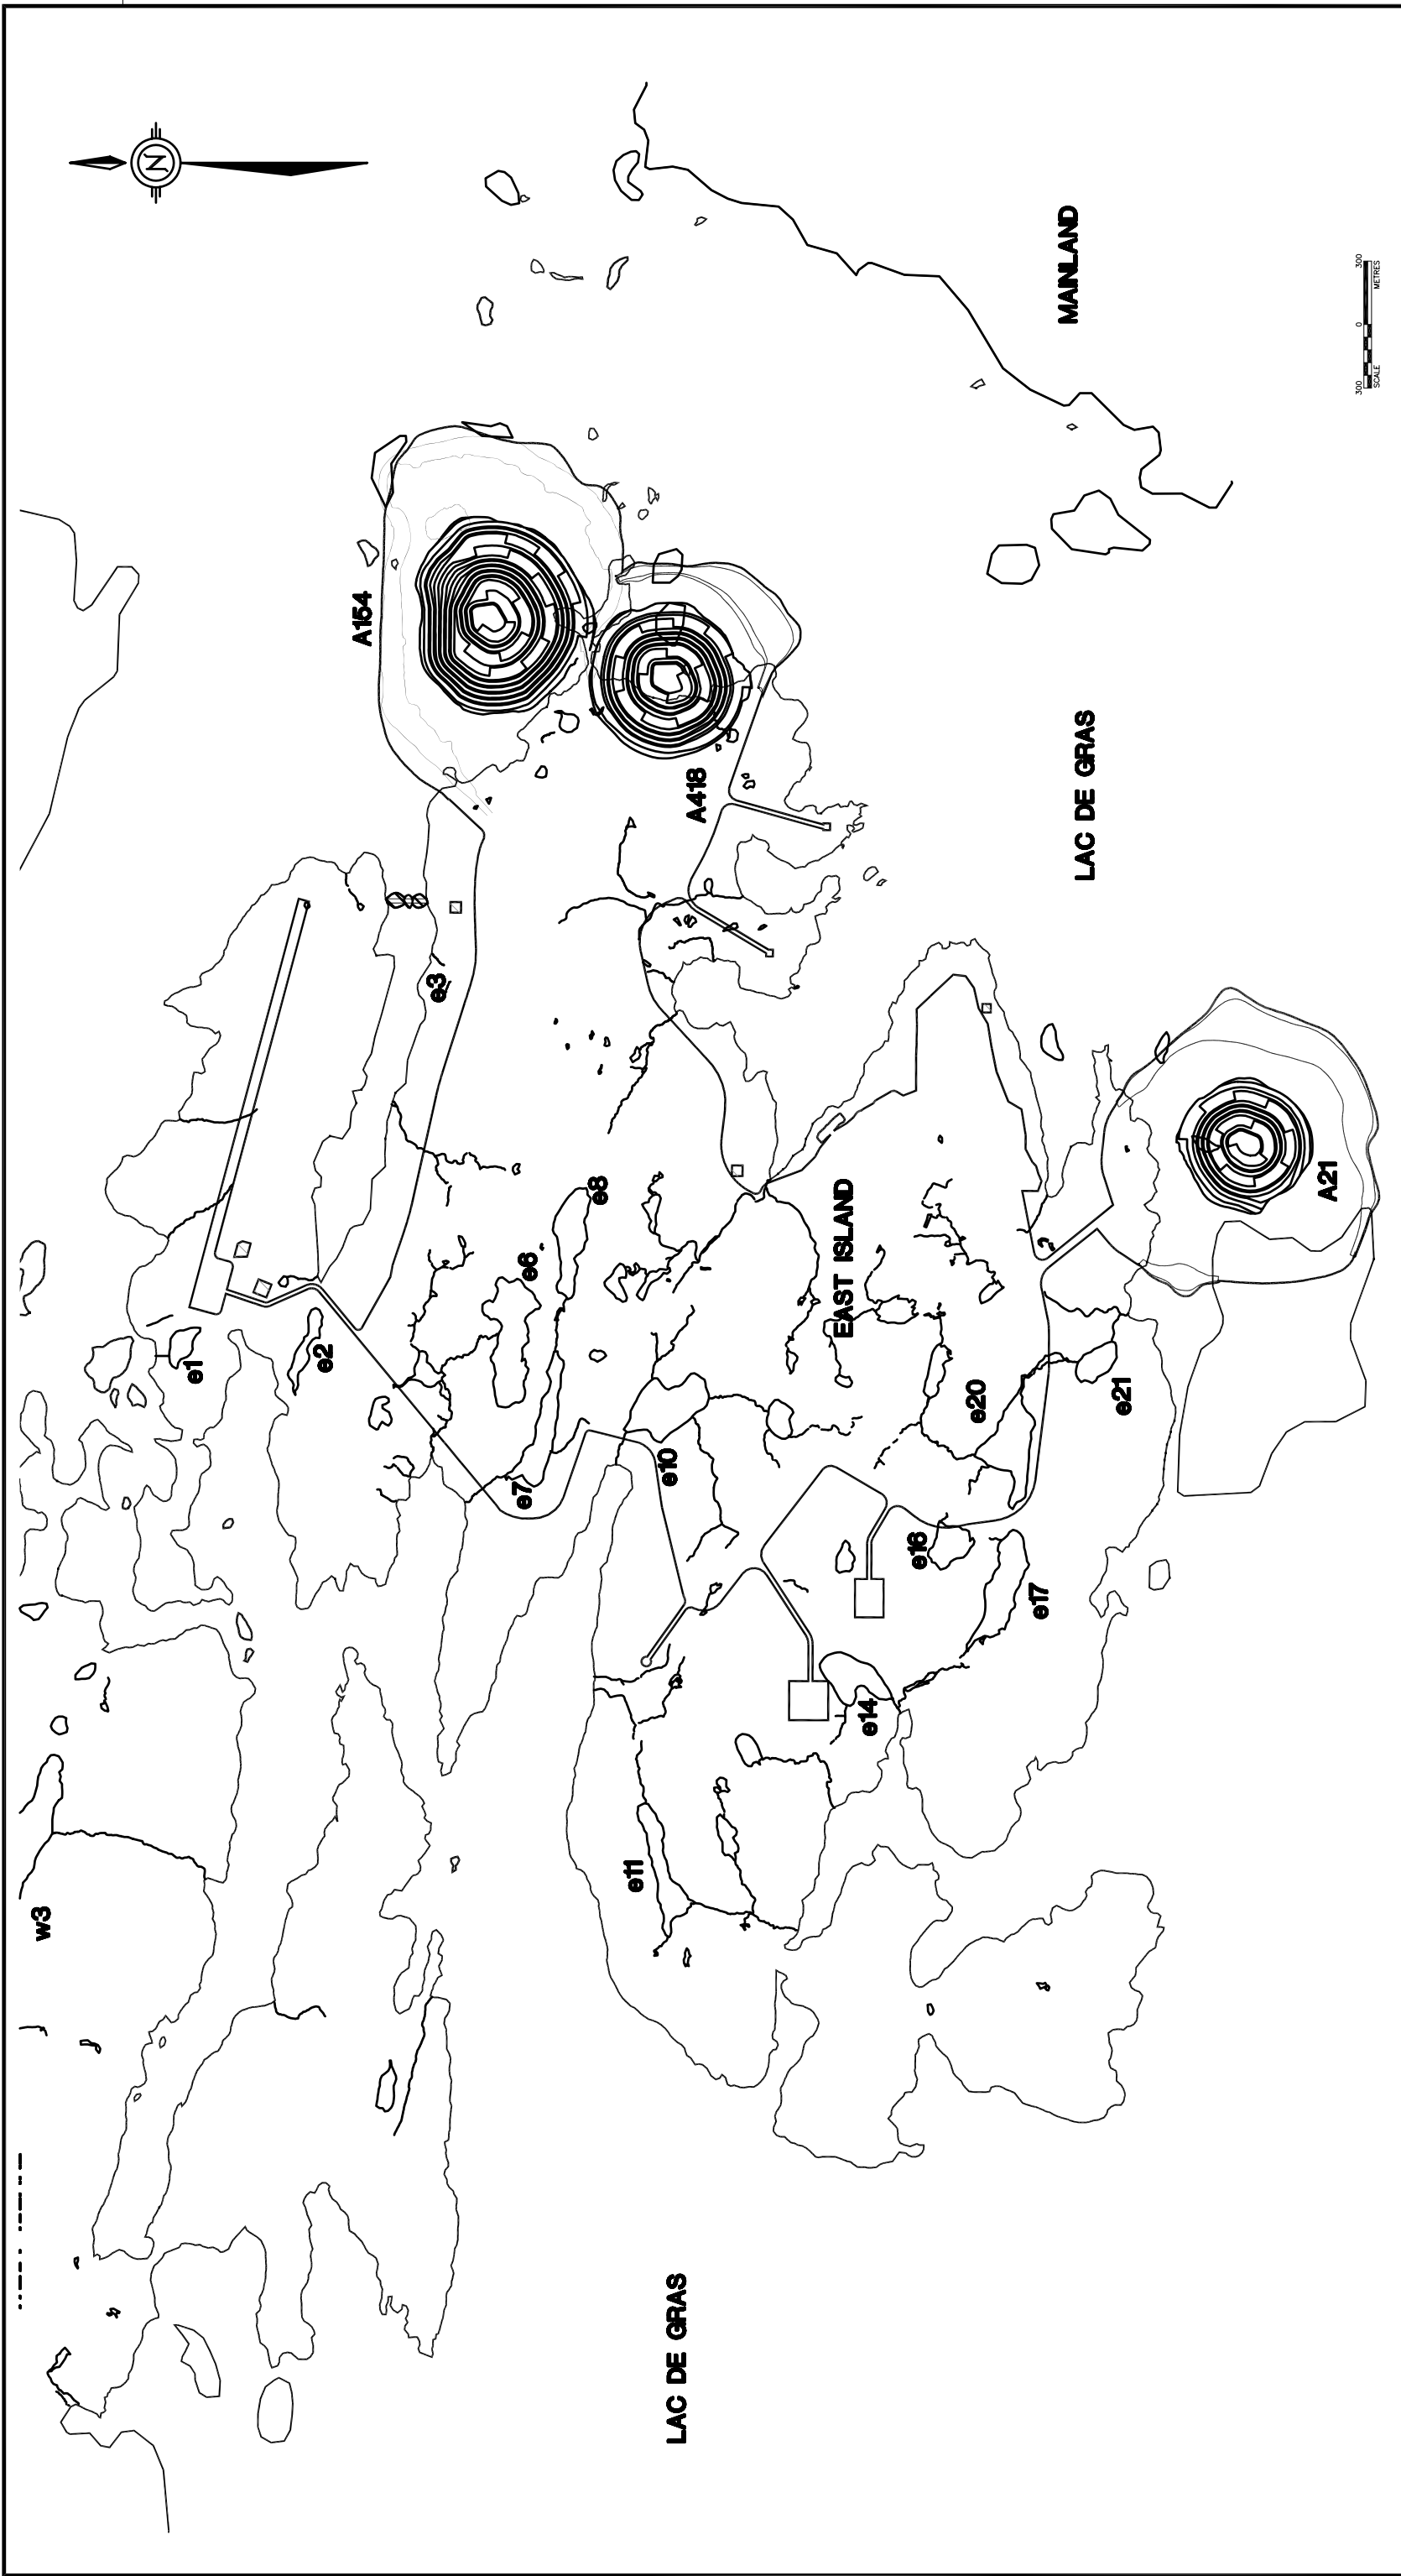 N
MAINLAND
300 0 300
SCALE METRES
A154
A418
LAC DE GRAS
e3
A21
e8
e6
EAST ISLAND
e1
e2
e20
e21
e10
e7
e16
e17
e14
e11
w3
LAC DE GRAS